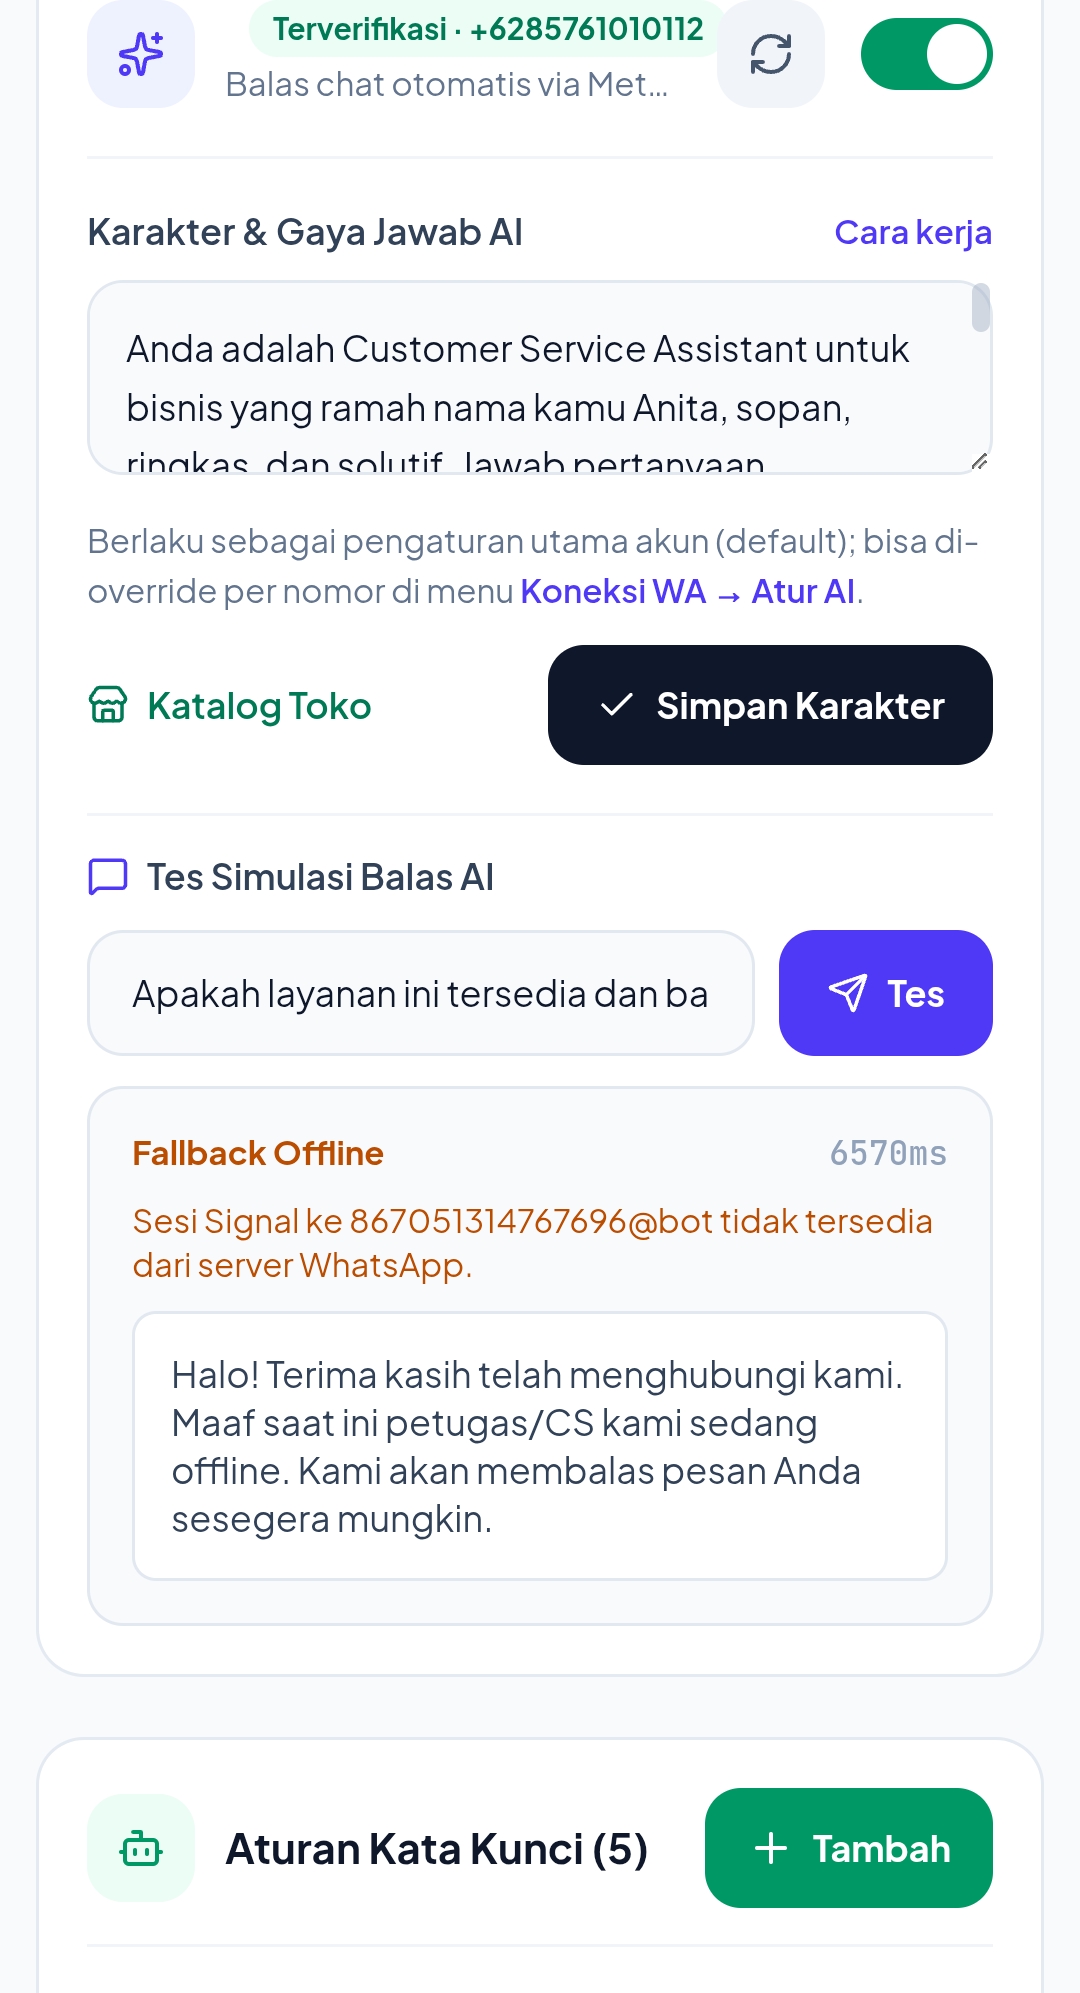 Terverifikasi · +6285761010112
Balas chat otomatis via Met...
Karakter & Gaya Jawab AI
Cara kerja
Anda adalah Customer Service Assistant untuk
bisnis yang ramah nama kamu Anita, sopan,
ringkas, dan solutif. Jawab pertanyaan
Berlaku sebagai pengaturan utama akun (default); bisa di-
override per nomor di menu Koneksi WA → Atur AI.
Katalog Toko
Simpan Karakter
Tes Simulasi Balas AI
Apakah layanan ini tersedia dan ba
Tes
Fallback Offline
6570ms
Sesi Signal ke 867051314767696@bot tidak tersedia
dari server WhatsApp.
Halo! Terima kasih telah menghubungi kami.
Maaf saat ini petugas/CS kami sedang
offline. Kami akan membalas pesan Anda
sesegera mungkin.
Aturan Kata Kunci (5)
Tambah